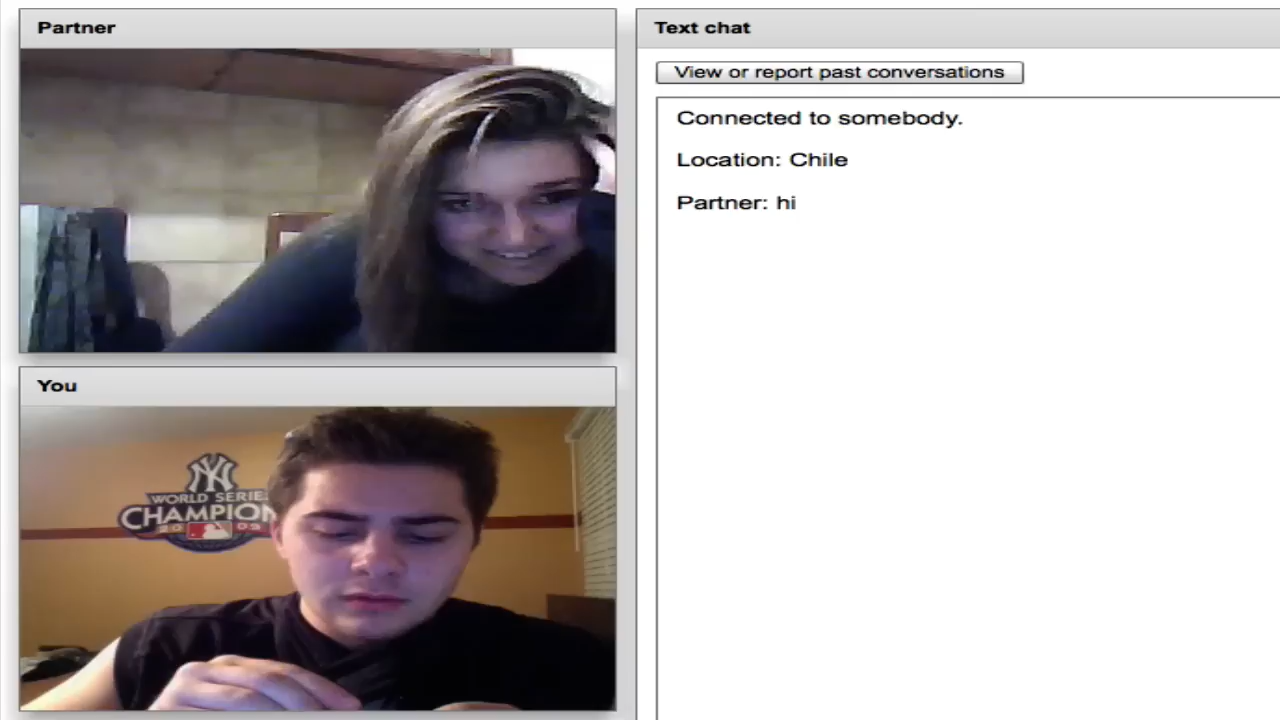 Partner
Text chat
View or report past conversations
Connected to somebody.
Location: Chile
Partner: hi
You
NY
WORLD SERIES
CHAMPION
2009